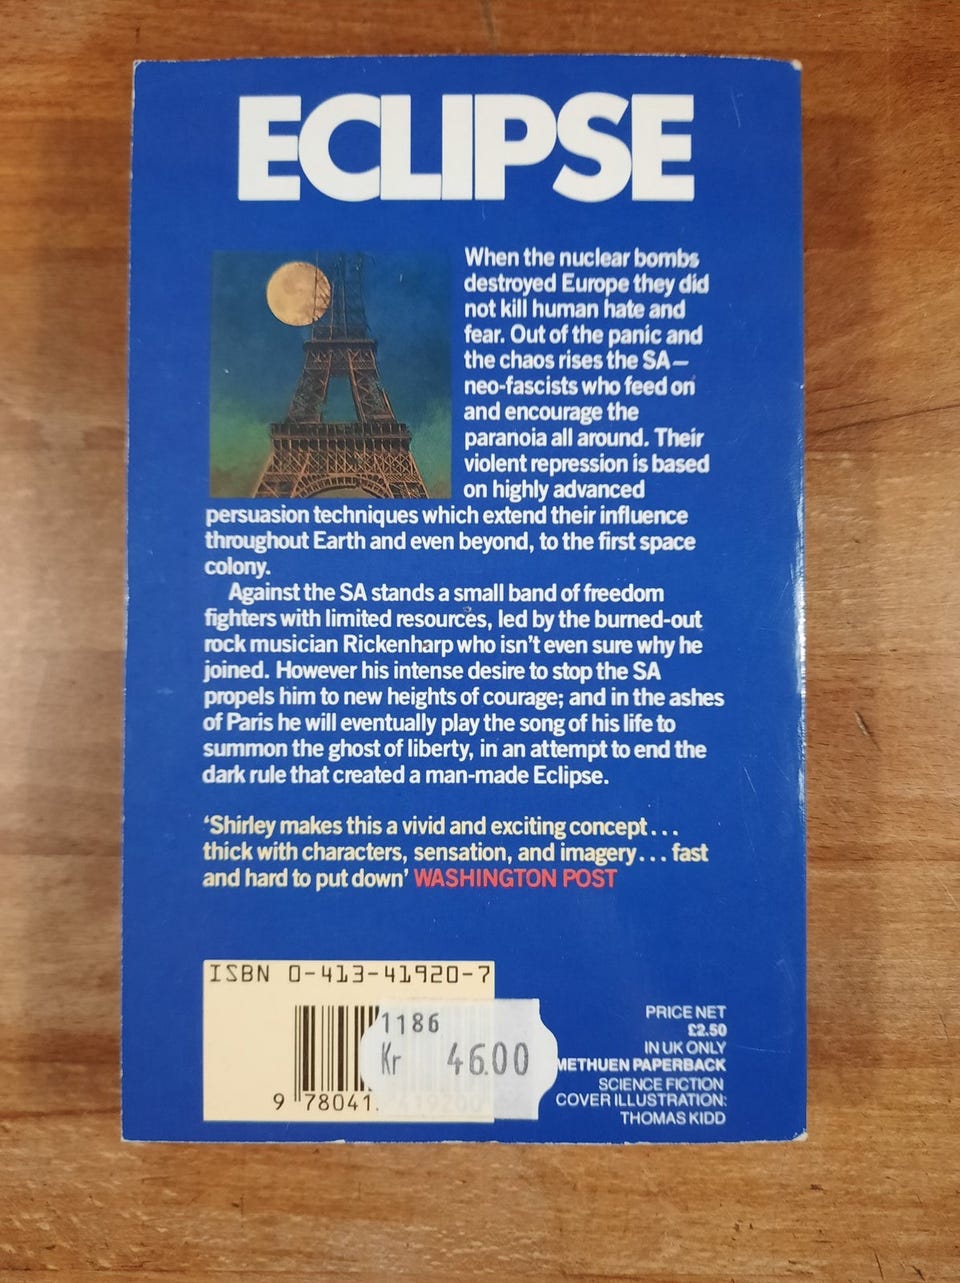 ECLIPSE
When the nuclear bombs
destroyed Europe they did
not kill human hate and
fear. Out of the panic and
the chaos rises the SA—
neo-fascists who feed on
and encourage the
paranoia all around. Their
violent repression is based
on highly advanced
persuasion techniques which extend their influence
throughout Earth and even beyond, to the first space
colony.
Against the SA stands a small band of freedom
fighters with limited resources, led by the burned-out
rock musician Rickenharp who isn't even sure why he
joined. However his intense desire to stop the SA
propels him to new heights of courage; and in the ashes
of Paris he will eventually play the song of his life to
summon the ghost of liberty, in an attempt to end the
dark rule that created a man-made Eclipse.
'Shirley makes this a vivid and exciting concept...
thick with characters, sensation, and imagery... fast
and hard to put down' WASHINGTON POST
ISBN 0-413-41920-7
1186
Kr 46.00
9 78041
PRICE NET
£2.50
IN UK ONLY
METHUEN PAPERBACK
SCIENCE FICTION
COVER ILLUSTRATION:
THOMAS KIDD